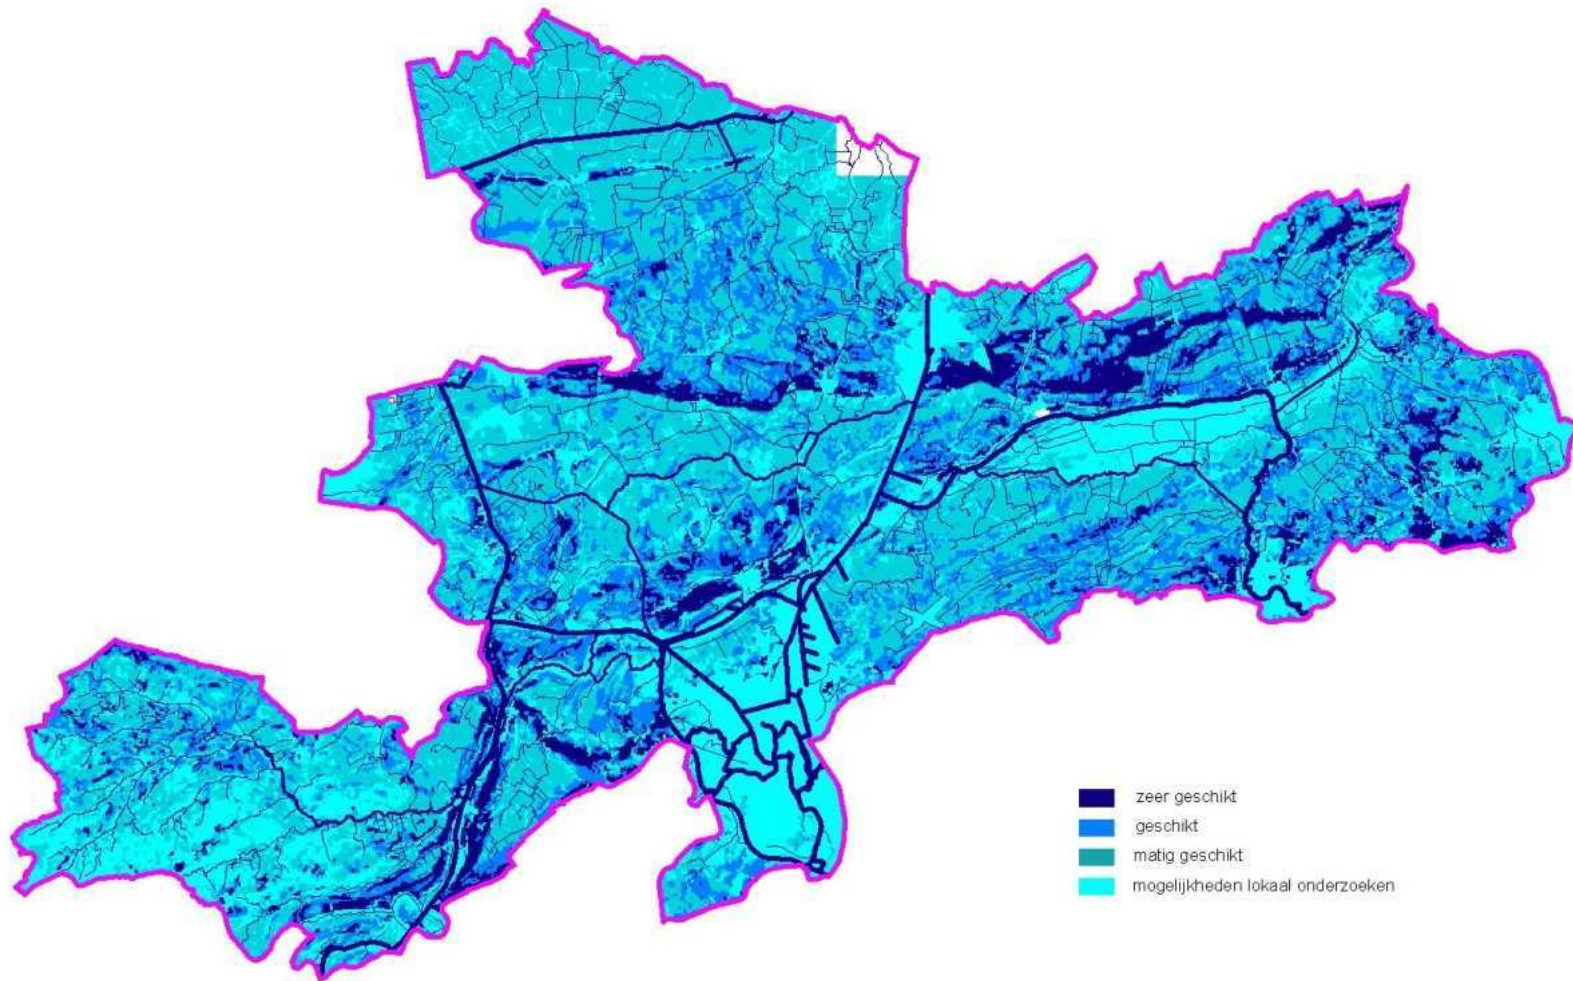 zeer geschikt
geschikt
matig geschikt
mogelijkheden lokaal onderzoeken